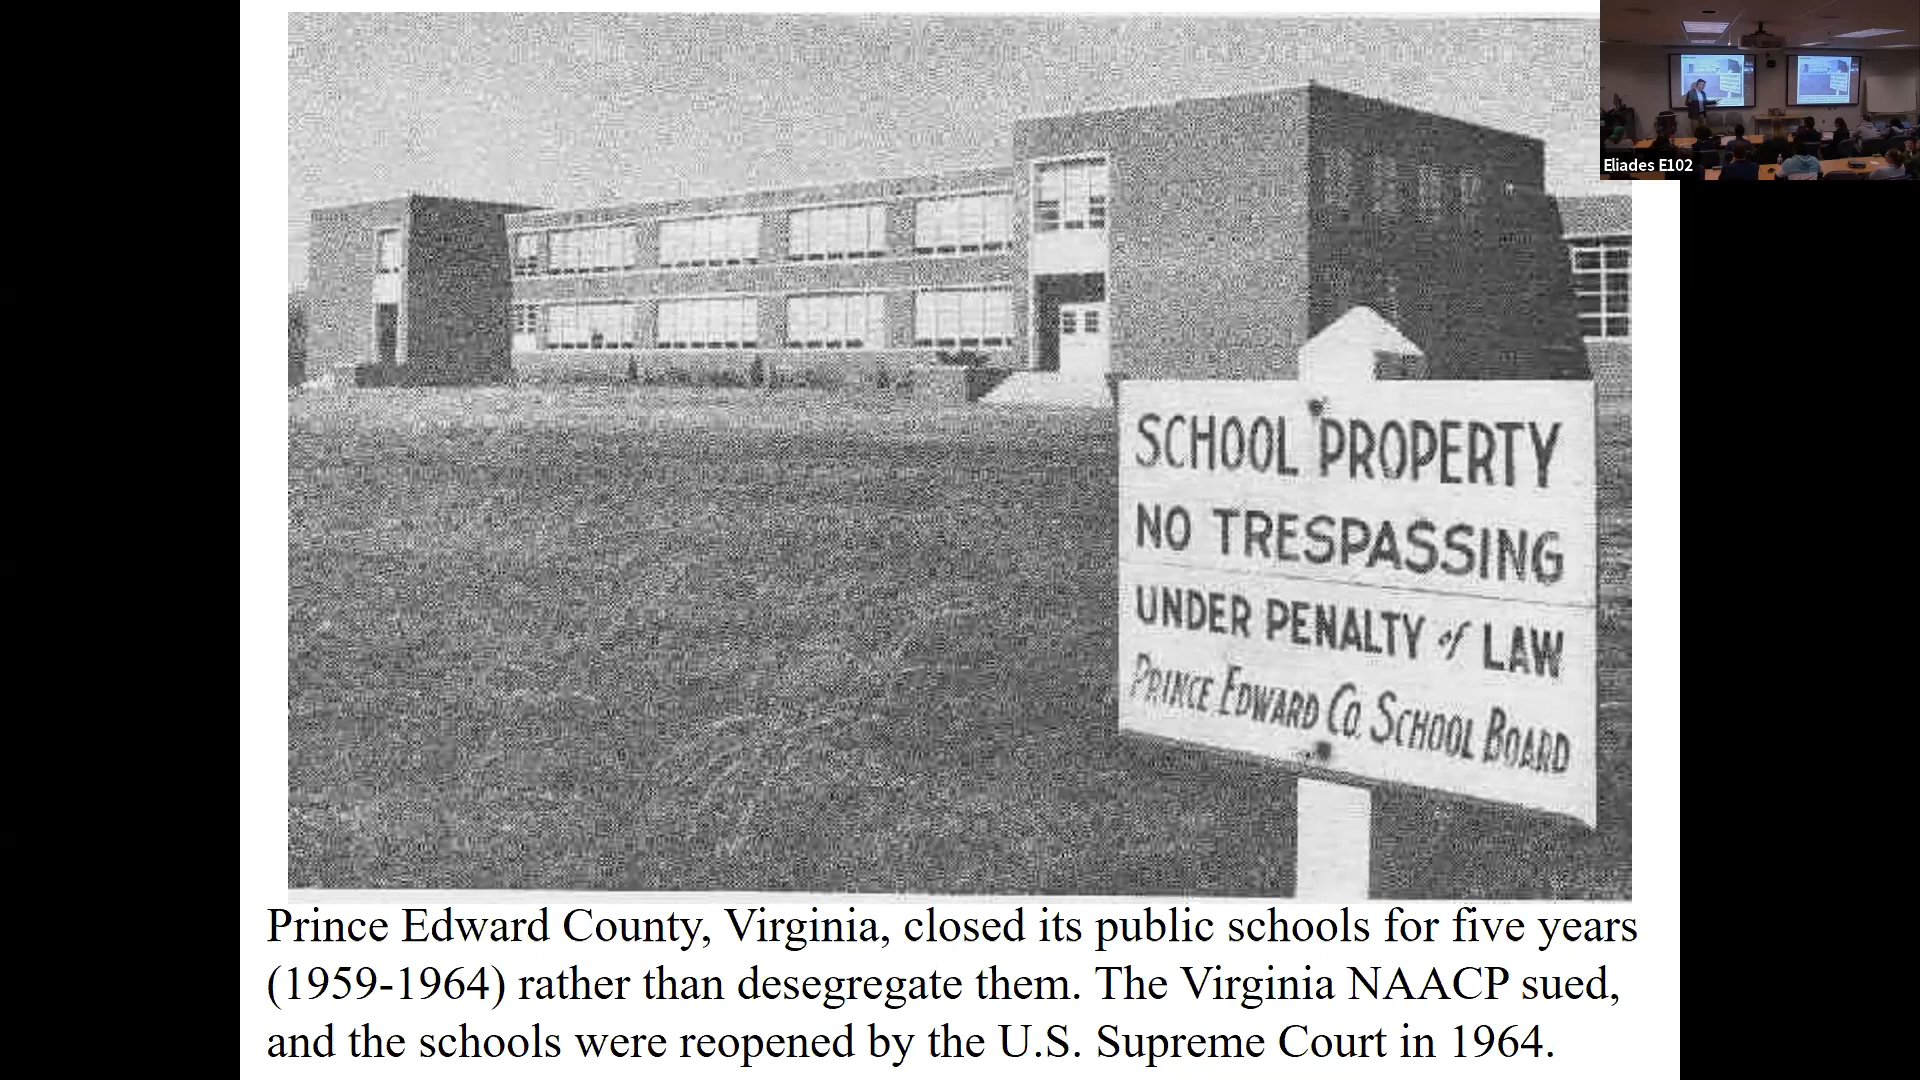 SCHOOL PROPERTY
NO TRESPASSING
UNDER PENALTY of LAW
PRINCE EDWARD CO. SCHOOL BOARD
Eliades E102
Prince Edward County, Virginia, closed its public schools for five years
(1959-1964) rather than desegregate them. The Virginia NAACP sued,
and the schools were reopened by the U.S. Supreme Court in 1964.